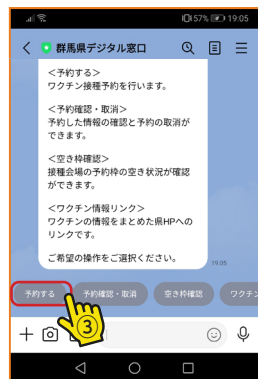 57% 19:05
群馬県デジタル窓口
＜予約する＞
ワクチン接種予約を行います。
＜予約確認・取消＞
予約した情報の確認と予約の取消が
できます。
＜空き枠確認＞
接種会場の予約枠の空き状況が確認
ができます。
＜ワクチン情報リンク＞
ワクチンの情報をまとめた県HPへの
リンクです。
ご希望の操作をご選択ください。
19:05
予約する 予約確認・取消 空き枠確認 ワクチン
③